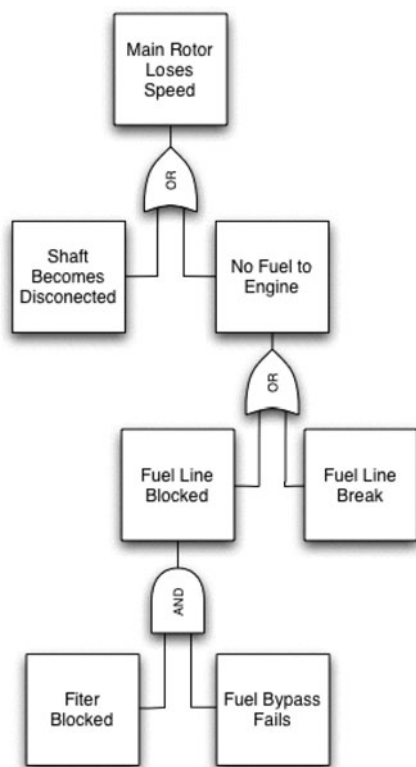 Main Rotor
Loses
Speed
OR
Shaft
Becomes
Disconected
No Fuel to
Engine
OR
Fuel Line
Blocked
Fuel Line
Break
AND
Fiter
Blocked
Fuel Bypass
Fails